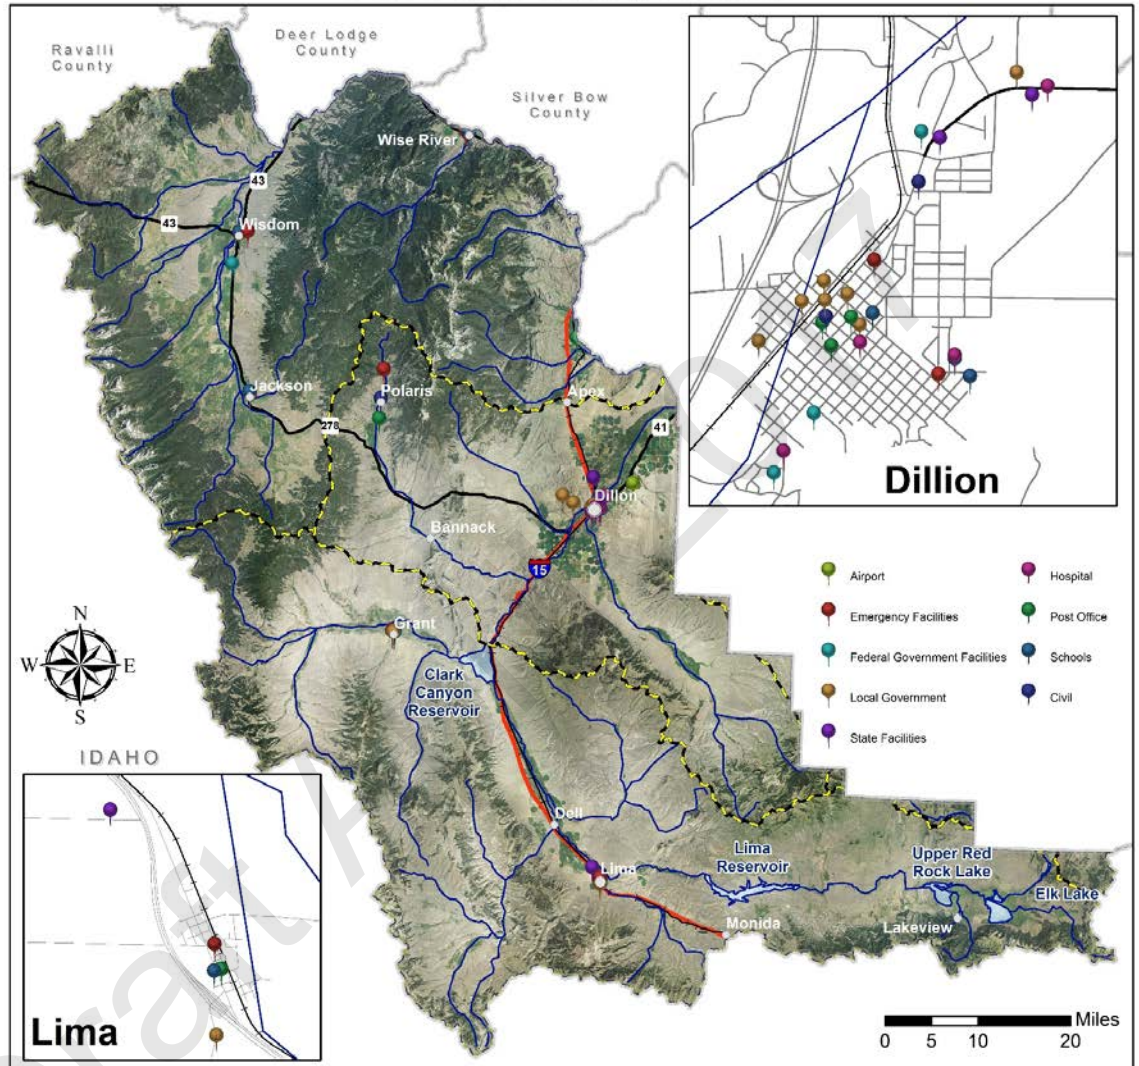 Ravalli
County
Deer Lodge
County
Silver Bow
County
Wise River
43
43
Wisdom
Jackson
Polaris
278
Apex
41
Dillon
Bannack
15
Grant
Clark
Canyon
Reservoir
N
W
E
S
IDAHO
Dell
Lima
Lima
Reservoir
Upper Red
Rock Lake
Elk Lake
Monida
Lakeview
Dillion
Airport
Emergency Facilities
Federal Government Facilities
Local Government
State Facilities
Hospital
Post Office
Schools
Civil
Lima
Miles
0 5 10 20